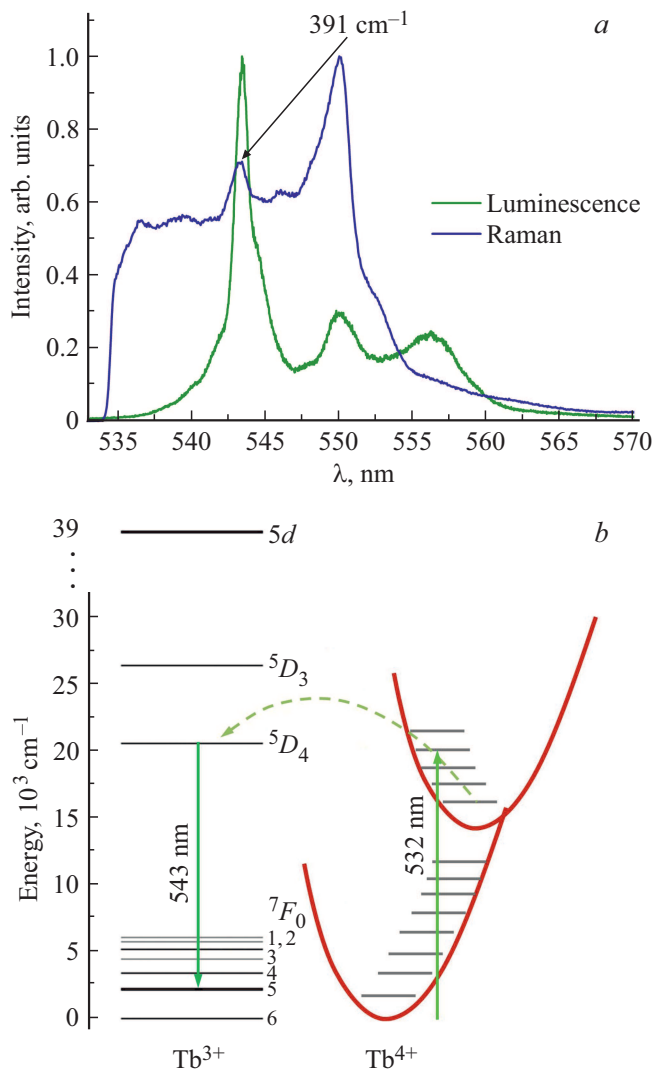 391 cm⁻¹
a
1.0
0.8
0.6
0.4
0.2
0
Intensity, arb. units
Luminescence
Raman
535 540 545 550 555 560 565 570
λ, nm
b
39
5d
30
25
20
15
10
5
0
Energy, 10³ cm⁻¹
⁵D₃
⁵D₄
543 nm
532 nm
⁷F₀
1, 2
3
4
5
6
Tb³⁺ Tb⁴⁺